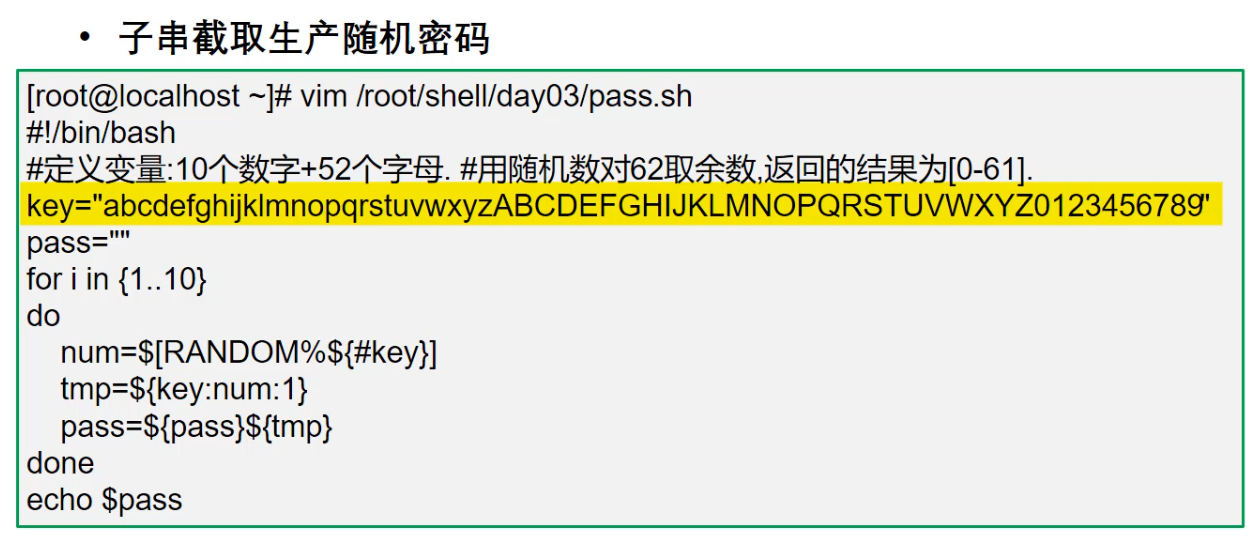 • 子串截取生产随机密码
[root@localhost ~]# vim /root/shell/day03/pass.sh
#!/bin/bash
#定义变量:10个数字+52个字母. #用随机数对62取余数,返回的结果为[0-61].
key="abcdefghijklmnopqrstuvwxyzABCDEFGHIJKLMNOPQRSTUVWXYZ0123456789"
pass=""
for i in {1..10}
do
    num=$[RANDOM%${#key}]
    tmp=${key:num:1}
    pass=${pass}${tmp}
done
echo $pass